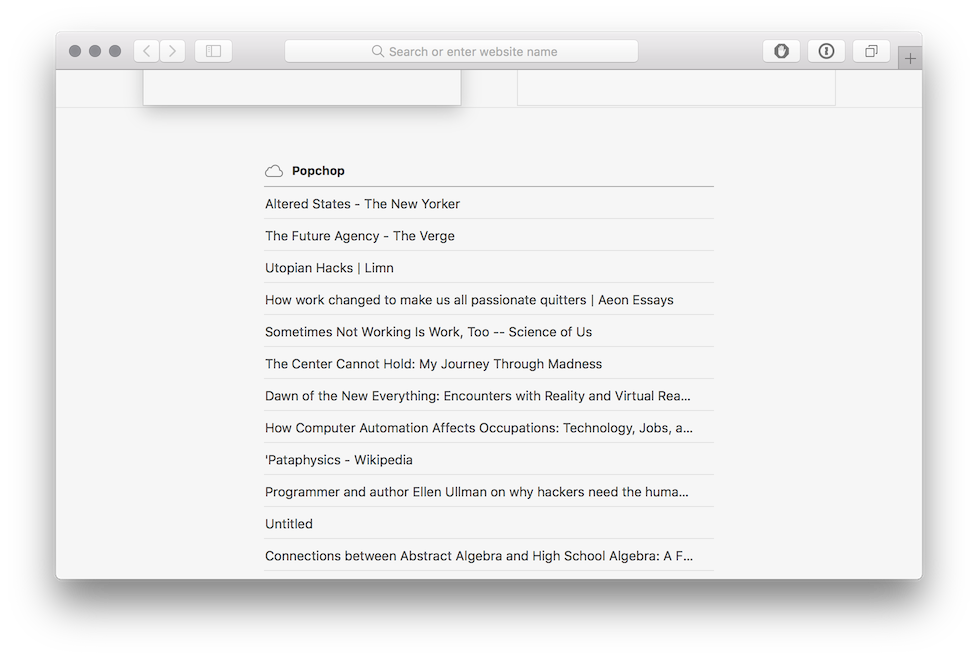 Search or enter website name
Popchop
Altered States - The New Yorker
The Future Agency - The Verge
Utopian Hacks | Limn
How work changed to make us all passionate quitters | Aeon Essays
Sometimes Not Working Is Work, Too -- Science of Us
The Center Cannot Hold: My Journey Through Madness
Dawn of the New Everything: Encounters with Reality and Virtual Rea...
How Computer Automation Affects Occupations: Technology, Jobs, a...
'Pataphysics - Wikipedia
Programmer and author Ellen Ullman on why hackers need the huma...
Untitled
Connections between Abstract Algebra and High School Algebra: A F...